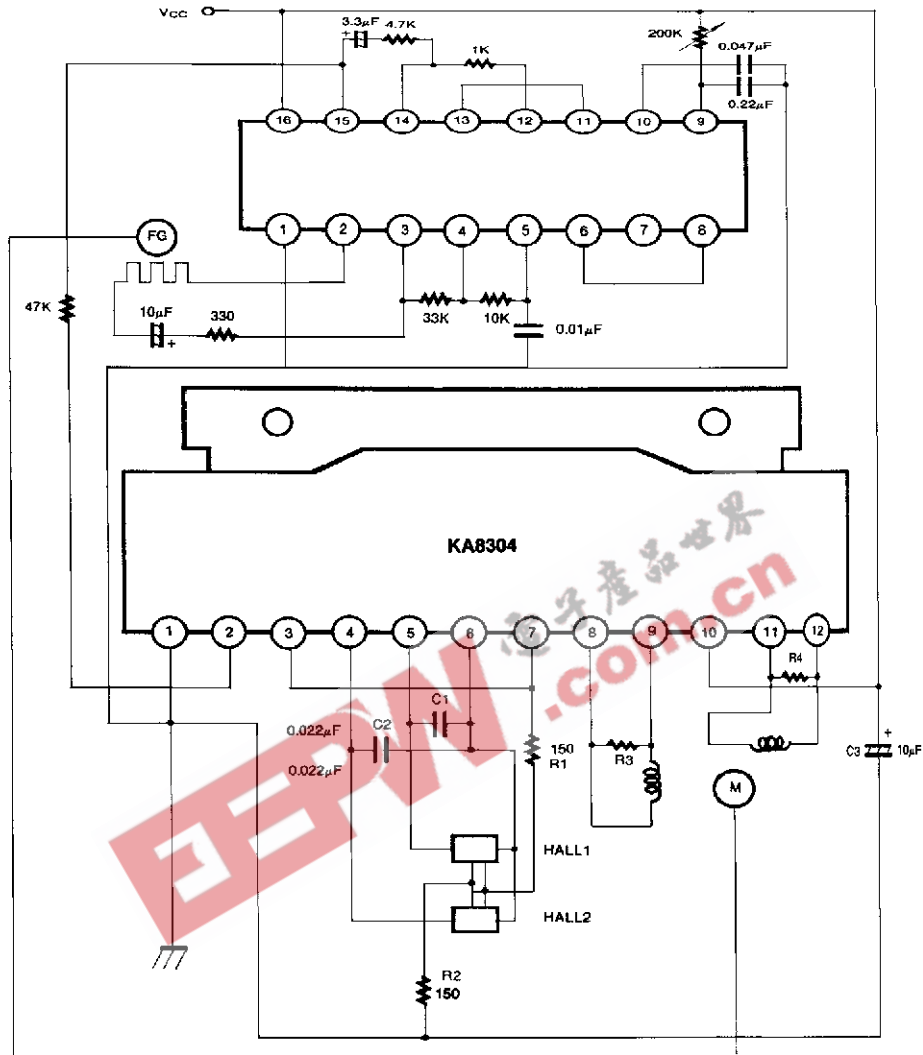 Vcc
3.3μF 4.7K
1K
200K
0.047μF
0.22μF
16 15 14 13 12 11 10 9
1 2 3 4 5 6 7 8
FG
47K
10μF
330
33K
10K
0.01μF
KA8304
1 2 3 4 5 6 7 8 9 10 11 12
R4
C1
0.022μF C2
0.022μF
150
R1
R3
C3 10μF
M
HALL1
HALL2
R2
150
EEPW.com.cn
電子產品世界